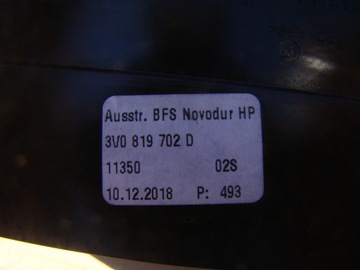 Ausstr. BFS Novodur HP
3V0 819 702 D
11350 02S
10.12.2018 P: 493